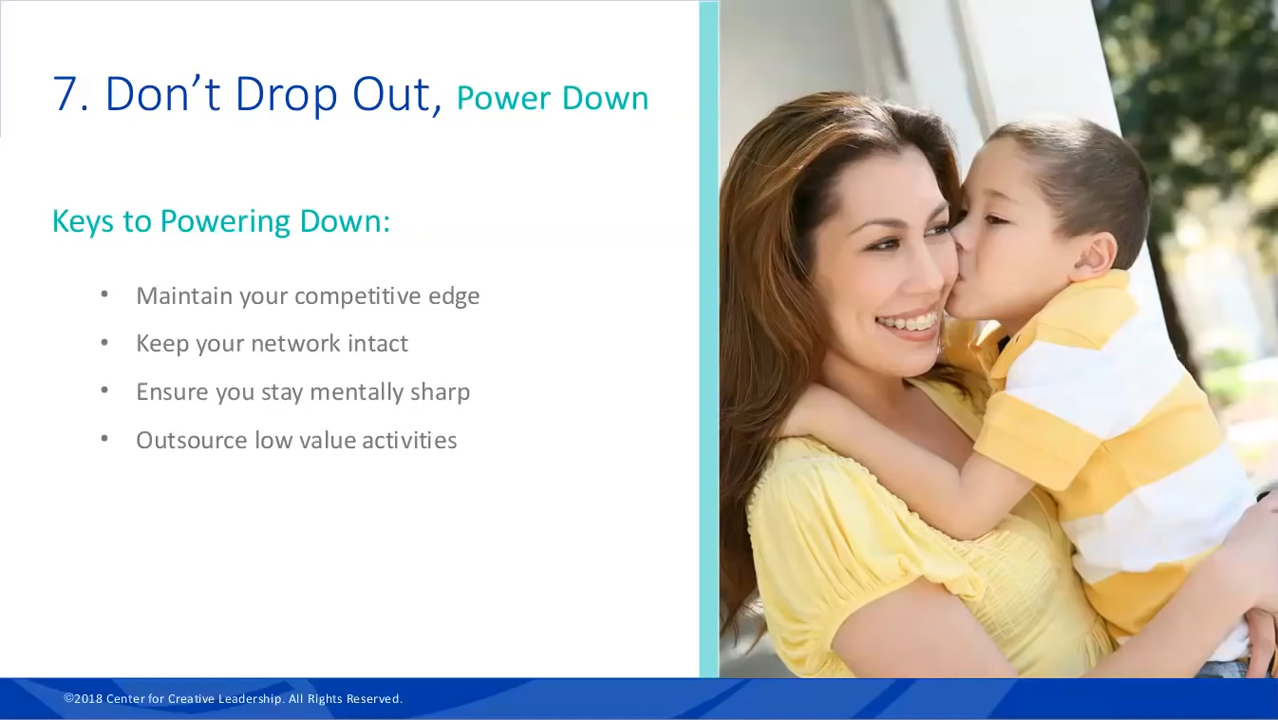 7. Don’t Drop Out, Power Down
Keys to Powering Down:
• Maintain your competitive edge
• Keep your network intact
• Ensure you stay mentally sharp
• Outsource low value activities
©2018 Center for Creative Leadership. All Rights Reserved.